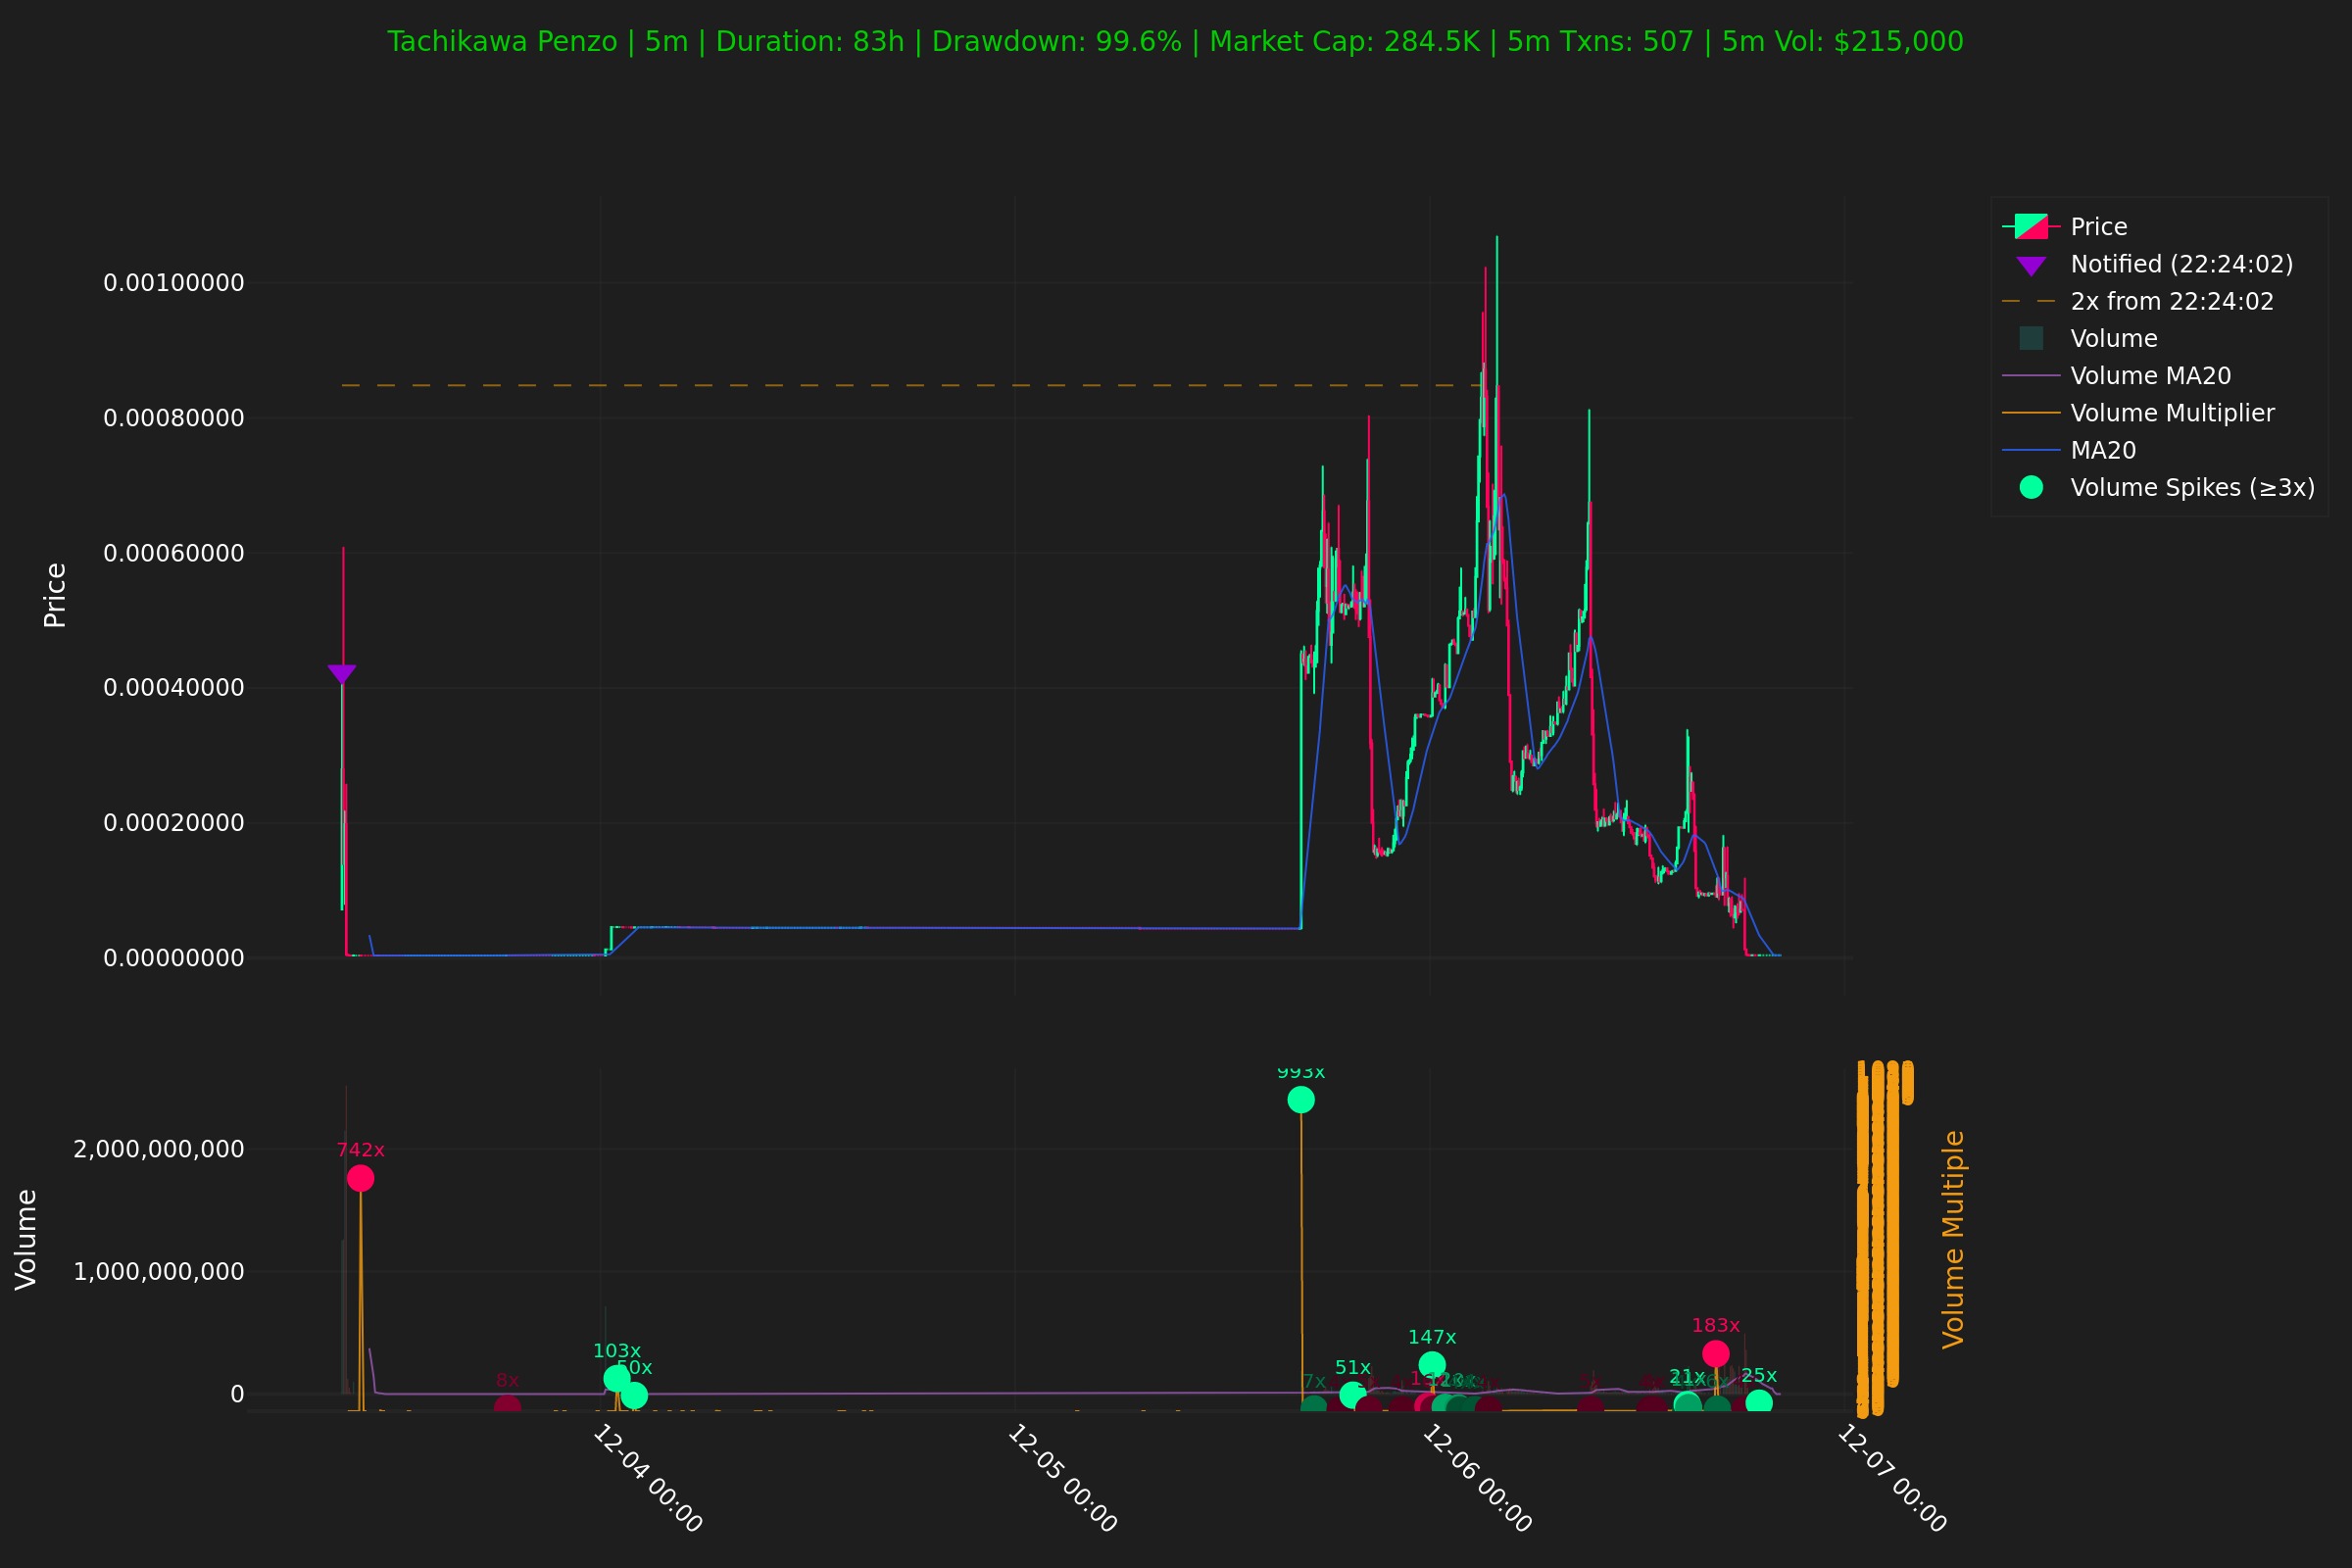 Tachikawa Penzo | 5m | Duration: 83h | Drawdown: 99.6% | Market Cap: 284.5K | 5m Txns: 507 | 5m Vol: $215,000
Price
0.00100000
0.00080000
0.00060000
0.00040000
0.00020000
0.00000000
Price
Notified (22:24:02)
2x from 22:24:02
Volume
Volume MA20
Volume Multiplier
MA20
Volume Spikes (≥3x)
Volume
2,000,000,000
1,000,000,000
0
742x
8x
103x
50x
993x
7x
51x
147x
21x
183x
25x
Volume Multiple
12-04 00:00
12-05 00:00
12-06 00:00
12-07 00:00